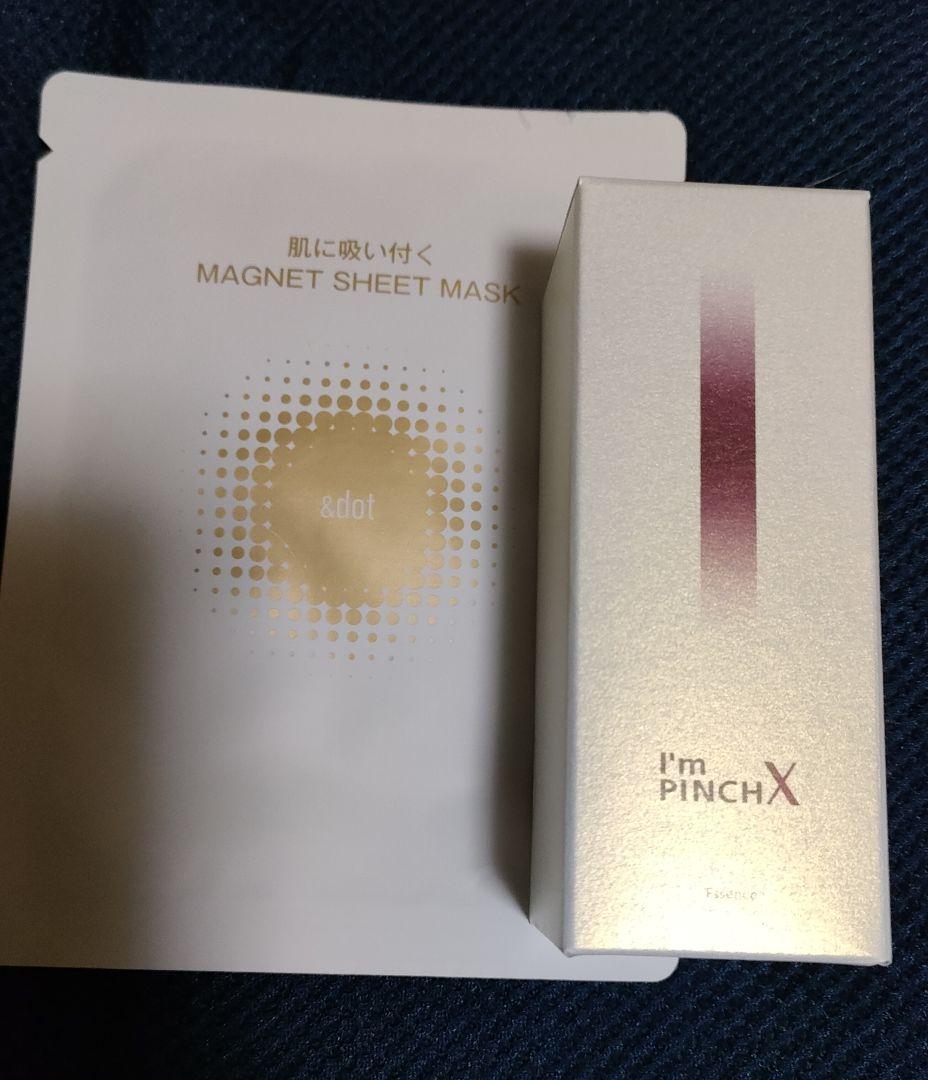 肌に吸い付く
MAGNET SHEET MASK
&dot
I'm
PINCH X
Essence